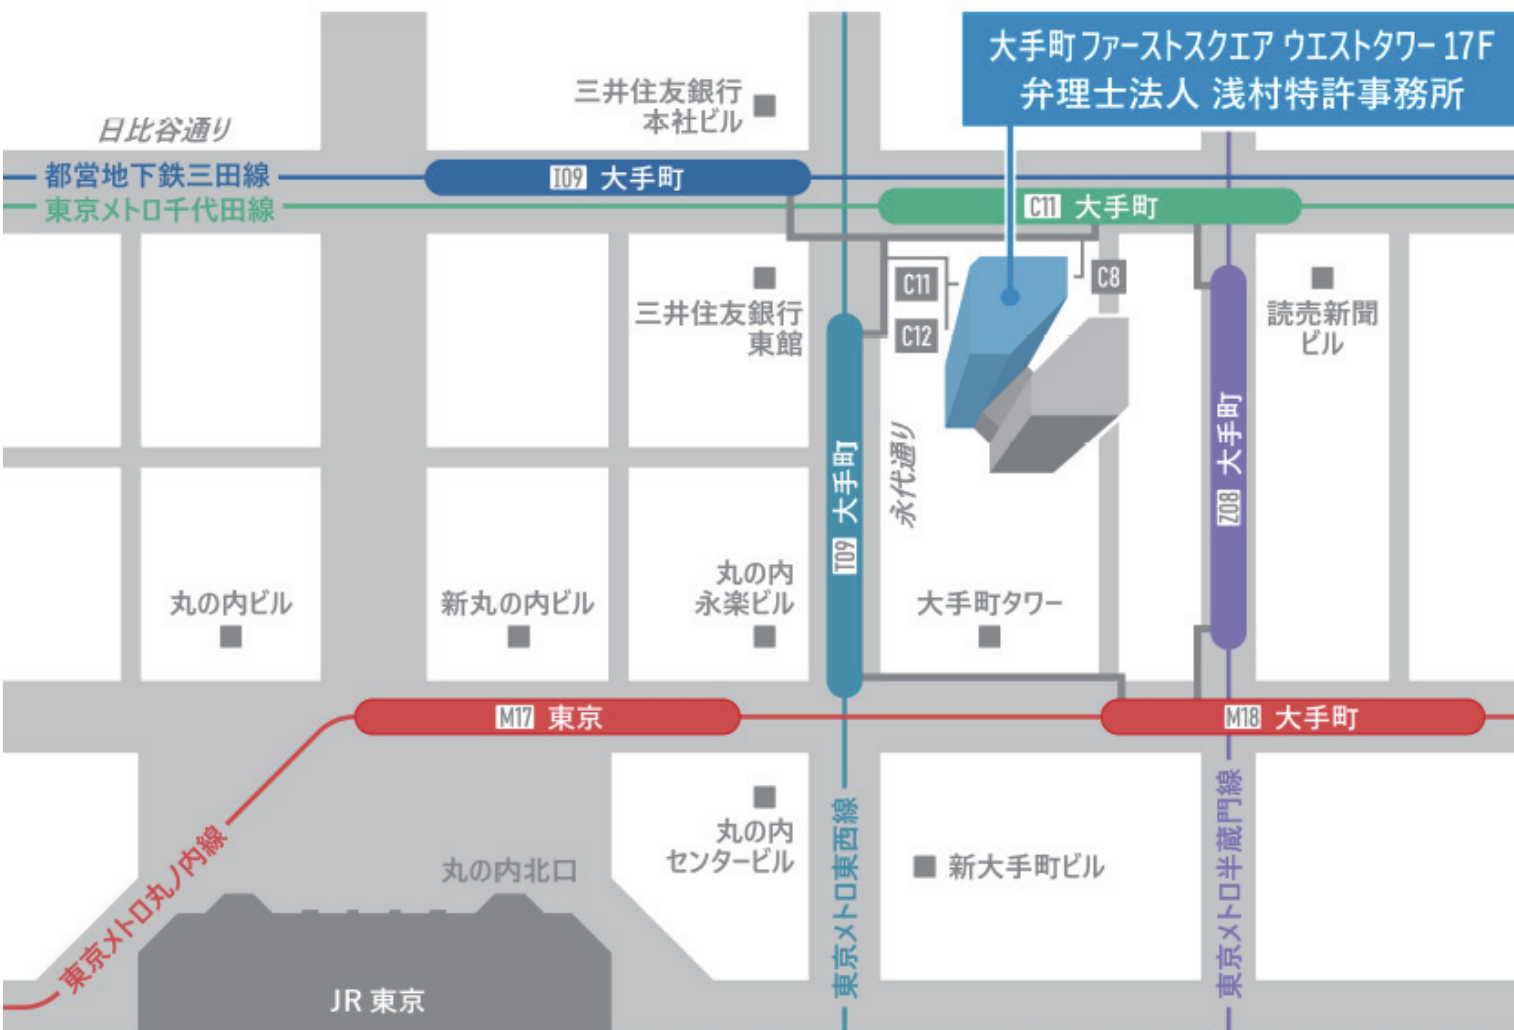 大手町ファーストスクエア ウエストタワー 17F
弁理士法人 浅村特許事務所
三井住友銀行
本社ビル
日比谷通り
都営地下鉄三田線
I09 大手町
東京メトロ千代田線
C11 大手町
C11
C8
C12
三井住友銀行
東館
読売新聞
ビル
T09 大手町
永代通り
Z08 大手町
丸の内ビル
新丸の内ビル
丸の内
永楽ビル
大手町タワー
M17 東京
M18 大手町
東京メトロ丸ノ内線
丸の内
センタービル
東京メトロ東西線
新大手町ビル
東京メトロ半蔵門線
丸の内北口
JR 東京